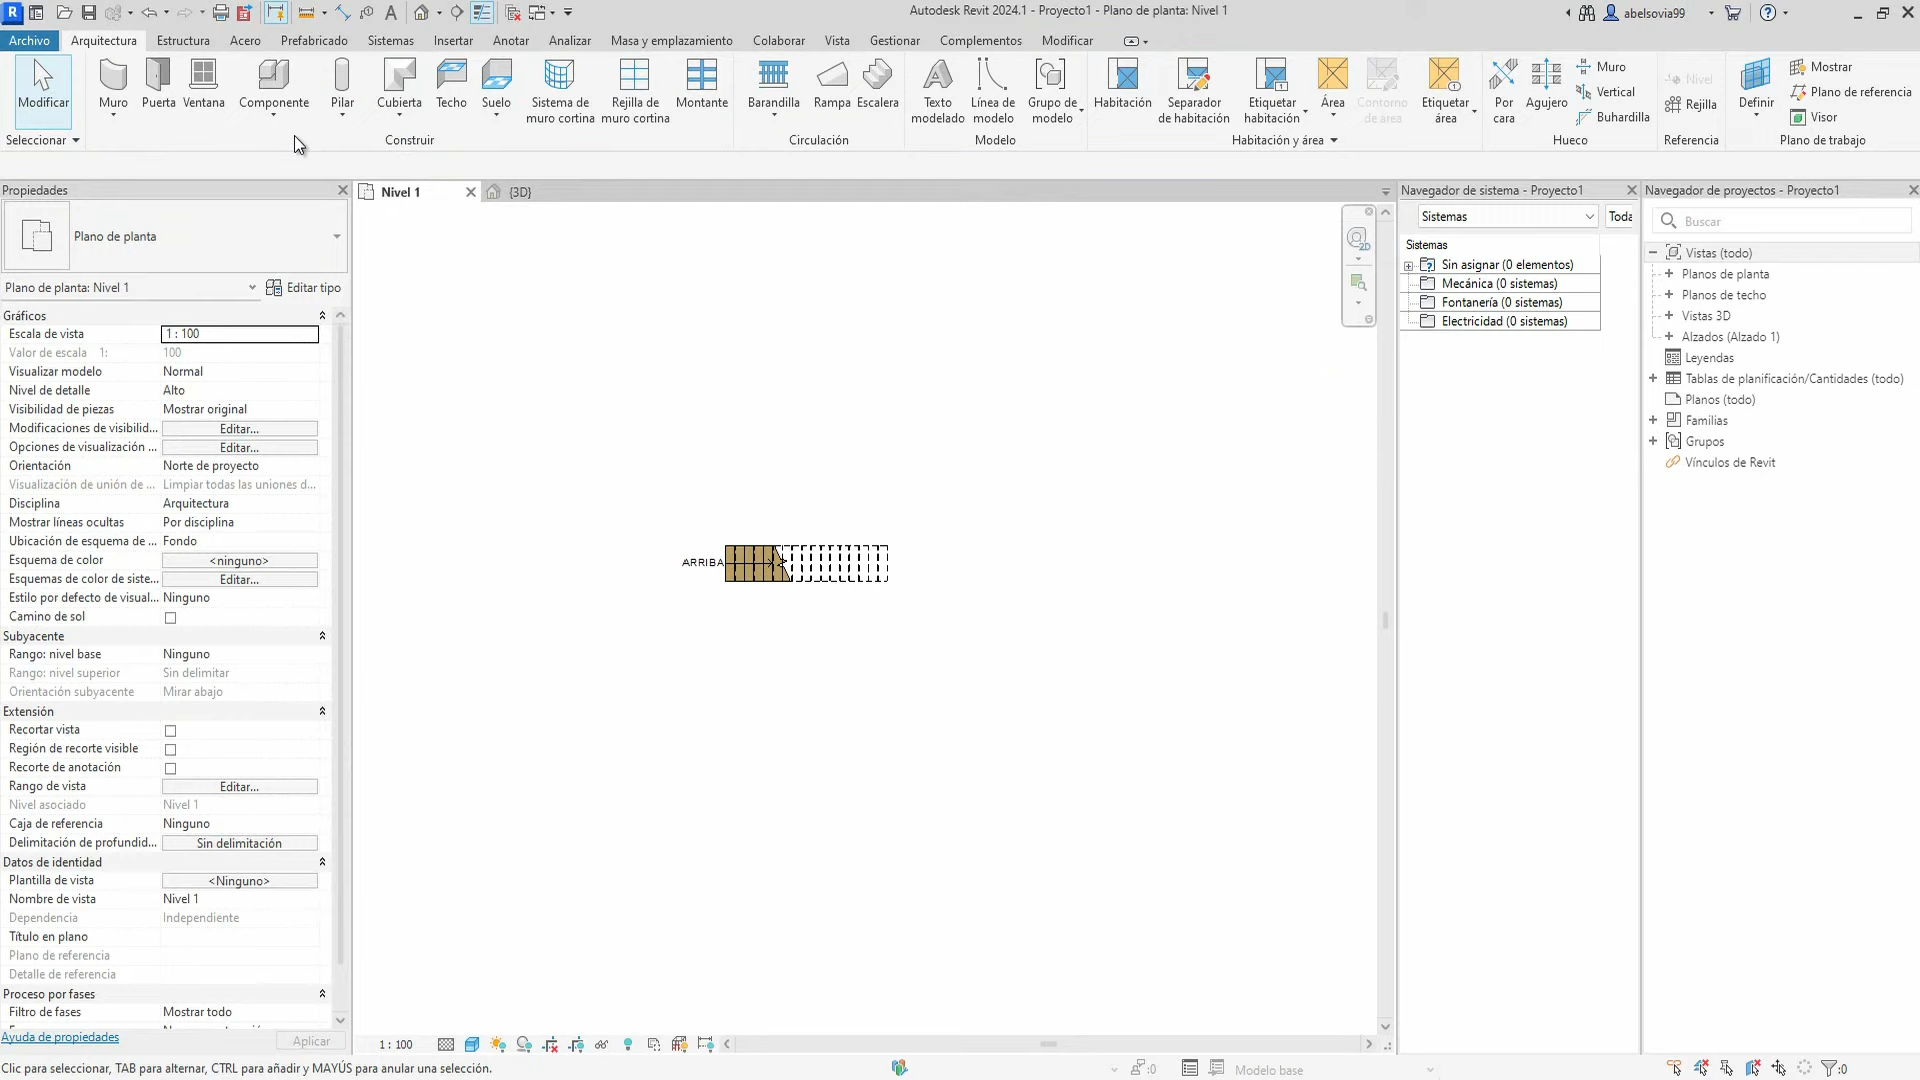 Autodesk Revit 2024.1 - Proyecto1 - Plano de planta: Nivel 1
abelsovia99
Archivo Arquitectura Estructura Acero Prefabricado Sistemas Insertar Anotar Analizar Masa y emplazamiento Colaborar Vista Gestionar Complementos Modificar
Modificar
Muro
Puerta
Ventana
Componente
Pilar
Cubierta
Techo
Suelo
Sistema de
muro cortina
Rejilla de
muro cortina
Montante
Barandilla
Rampa
Escalera
Texto
modelado
Línea de
modelo
Grupo de
modelo
Habitación
Separador
de habitación
Etiquetar
habitación
Área
Contorno
de area
Etiquetar
área
Por
cara
Agujero
Muro
Vertical
Buhardilla
Nivel
Rejilla
Definir
Mostrar
Plano de referencia
Visor
Seleccionar
Construir
Circulación
Modelo
Habitación y área
Hueco
Referencia
Plano de trabajo
Propiedades
Plano de planta
Plano de planta: Nivel 1
Editar tipo
Gráficos
Escala de vista 1 : 100
Valor de escala 1: 100
Visualizar modelo Normal
Nivel de detalle Alto
Visibilidad de piezas Mostrar original
Modificaciones de visibilid... Editar...
Opciones de visualización ... Editar...
Orientación Norte de proyecto
Visualización de unión de ... Limpiar todas las uniones d...
Disciplina Arquitectura
Mostrar líneas ocultas Por disciplina
Ubicación de esquema de ... Fondo
Esquema de color <ninguno>
Esquemas de color de siste... Editar...
Estilo por defecto de visual... Ninguno
Camino de sol
Subyacente
Rango: nivel base Ninguno
Rango: nivel superior Sin delimitar
Orientación subyacente Mirar abajo
Extensión
Recortar vista
Región de recorte visible
Recorte de anotación
Rango de vista Editar...
Nivel asociado Nivel 1
Caja de referencia Ninguno
Delimitación de profundid... Sin delimitación
Datos de identidad
Plantilla de vista <Ninguno>
Nombre de vista Nivel 1
Dependencia Independiente
Título en plano
Plano de referencia
Detalle de referencia
Proceso por fases
Filtro de fases Mostrar todo
Ayuda de propiedades
Aplicar
Nivel 1
{3D}
ARRIBA
1 : 100
Navegador de sistema - Proyecto1
Sistemas
Toda
Sistemas
Sin asignar (0 elementos)
Mecánica (0 sistemas)
Fontanería (0 sistemas)
Electricidad (0 sistemas)
Navegador de proyectos - Proyecto1
Buscar
Vistas (todo)
Planos de planta
Planos de techo
Vistas 3D
Alzados (Alzado 1)
Leyendas
Tablas de planificación/Cantidades (todo)
Planos (todo)
Familias
Grupos
Vínculos de Revit
Clic para seleccionar, TAB para alternar, CTRL para añadir y MAYÚS para anular una selección.
:0
Modelo base
:0